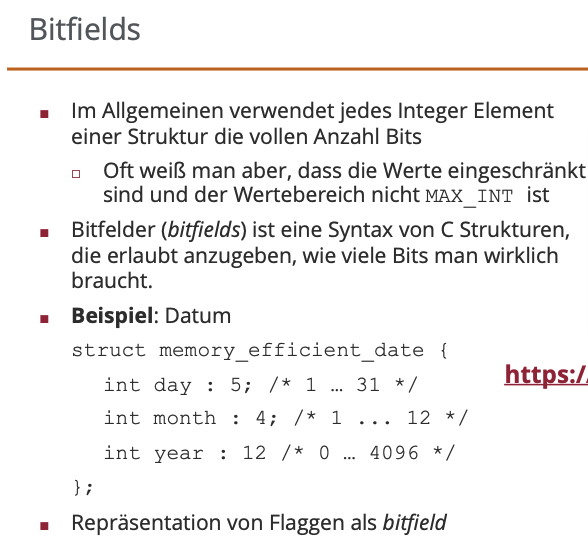 Bitfields
Im Allgemeinen verwendet jedes Integer Element
einer Struktur die vollen Anzahl Bits
Oft weiß man aber, dass die Werte eingeschränkt
sind und der Wertebereich nicht MAX_INT ist
Bitfelder (bitfields) ist eine Syntax von C Strukturen,
die erlaubt anzugeben, wie viele Bits man wirklich
braucht.
Beispiel: Datum
struct memory_efficient_date {
int day : 5; /* 1 … 31 */
https:/
int month : 4; /* 1 ... 12 */
int year : 12 /* 0 … 4096 */
};
Repräsentation von Flaggen als bitfield